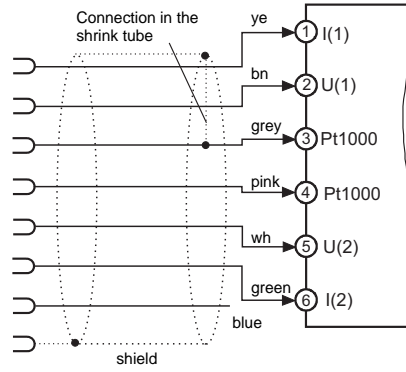 Connection in the
shrink tube
ye
1 I(1)
bn
2 U(1)
grey
3 Pt1000
pink
4 Pt1000
wh
5 U(2)
green
6 I(2)
blue
shield